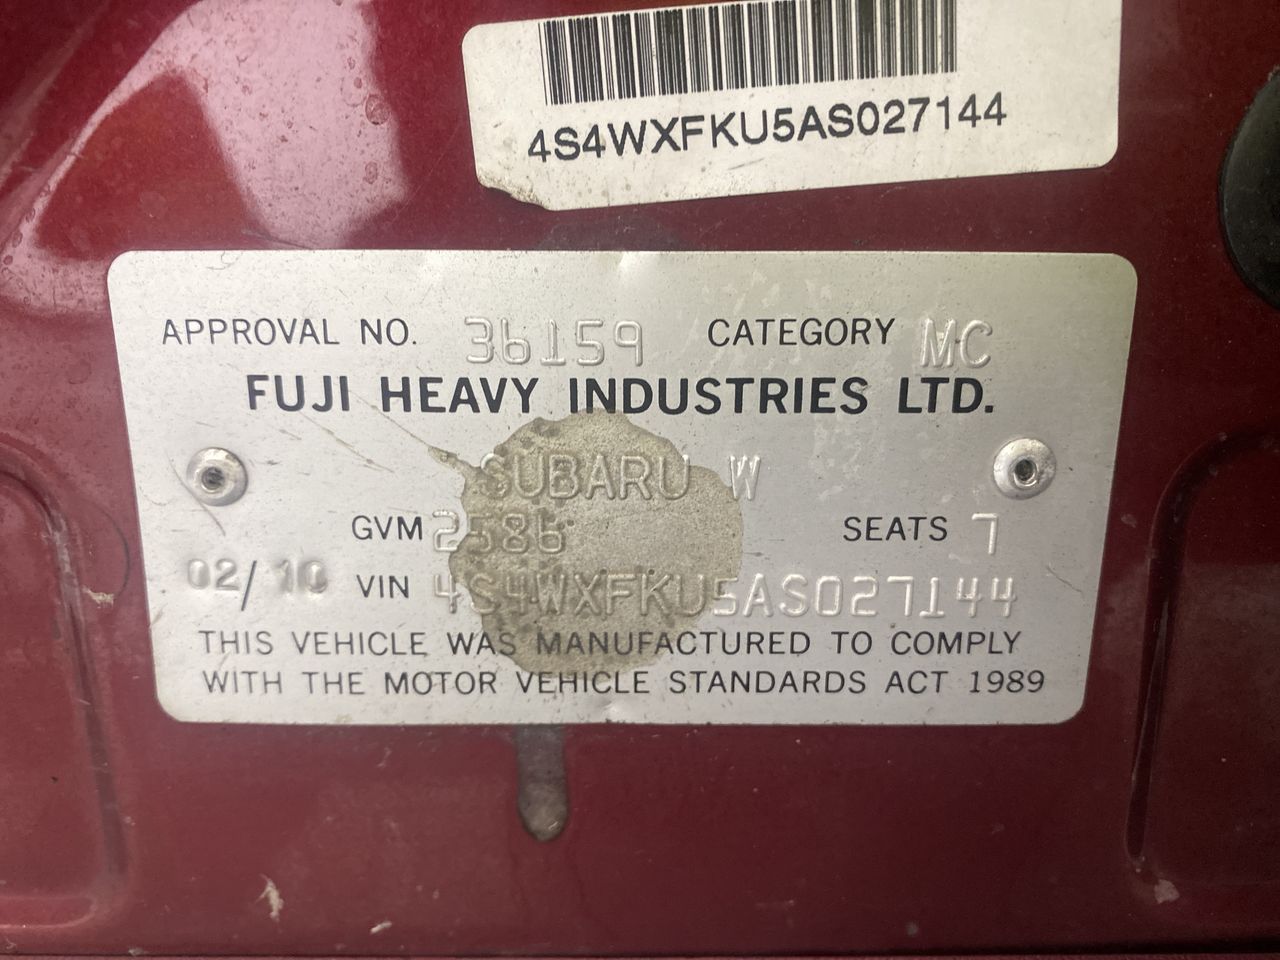 4S4WXFKU5AS027144
APPROVAL NO. 36159 CATEGORY MC
FUJI HEAVY INDUSTRIES LTD.
SUBARU W
GVM 2586 SEATS 7
02/10 VIN 4S4WXFKU5AS027144
THIS VEHICLE WAS MANUFACTURED TO COMPLY
WITH THE MOTOR VEHICLE STANDARDS ACT 1989